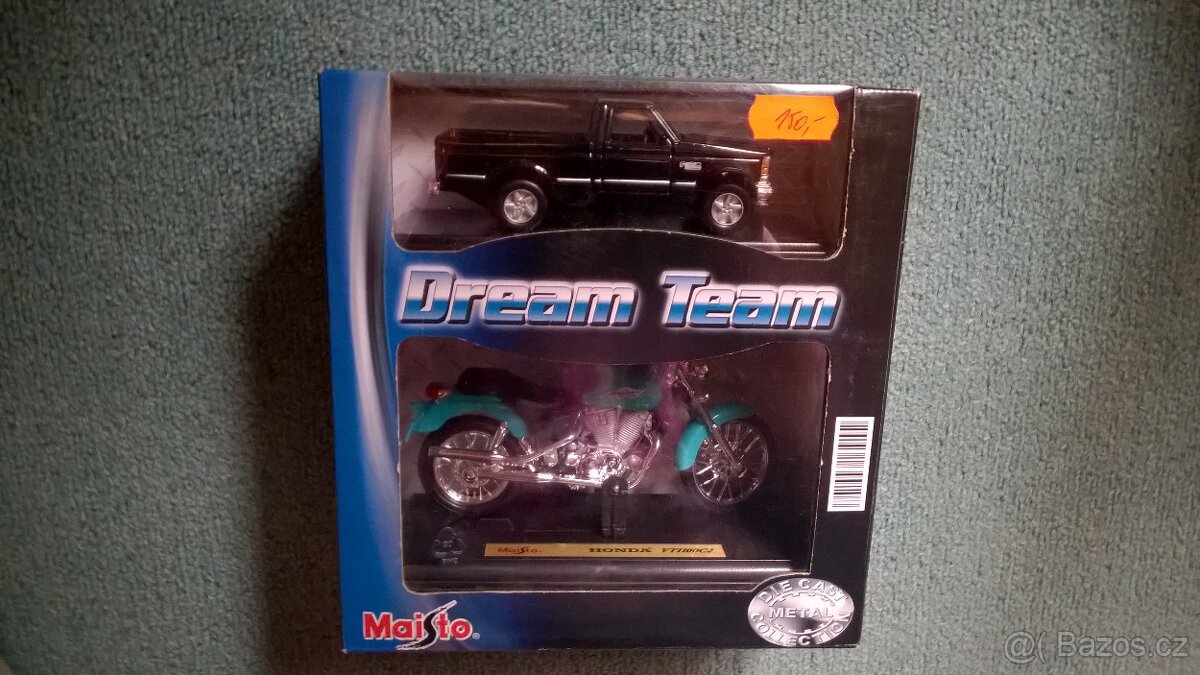 150,-
Dream Team
Maisto HONDA VT1100C2
Maisto®
DIE CAST
METAL
COLLECTION
@( Bazos.cz